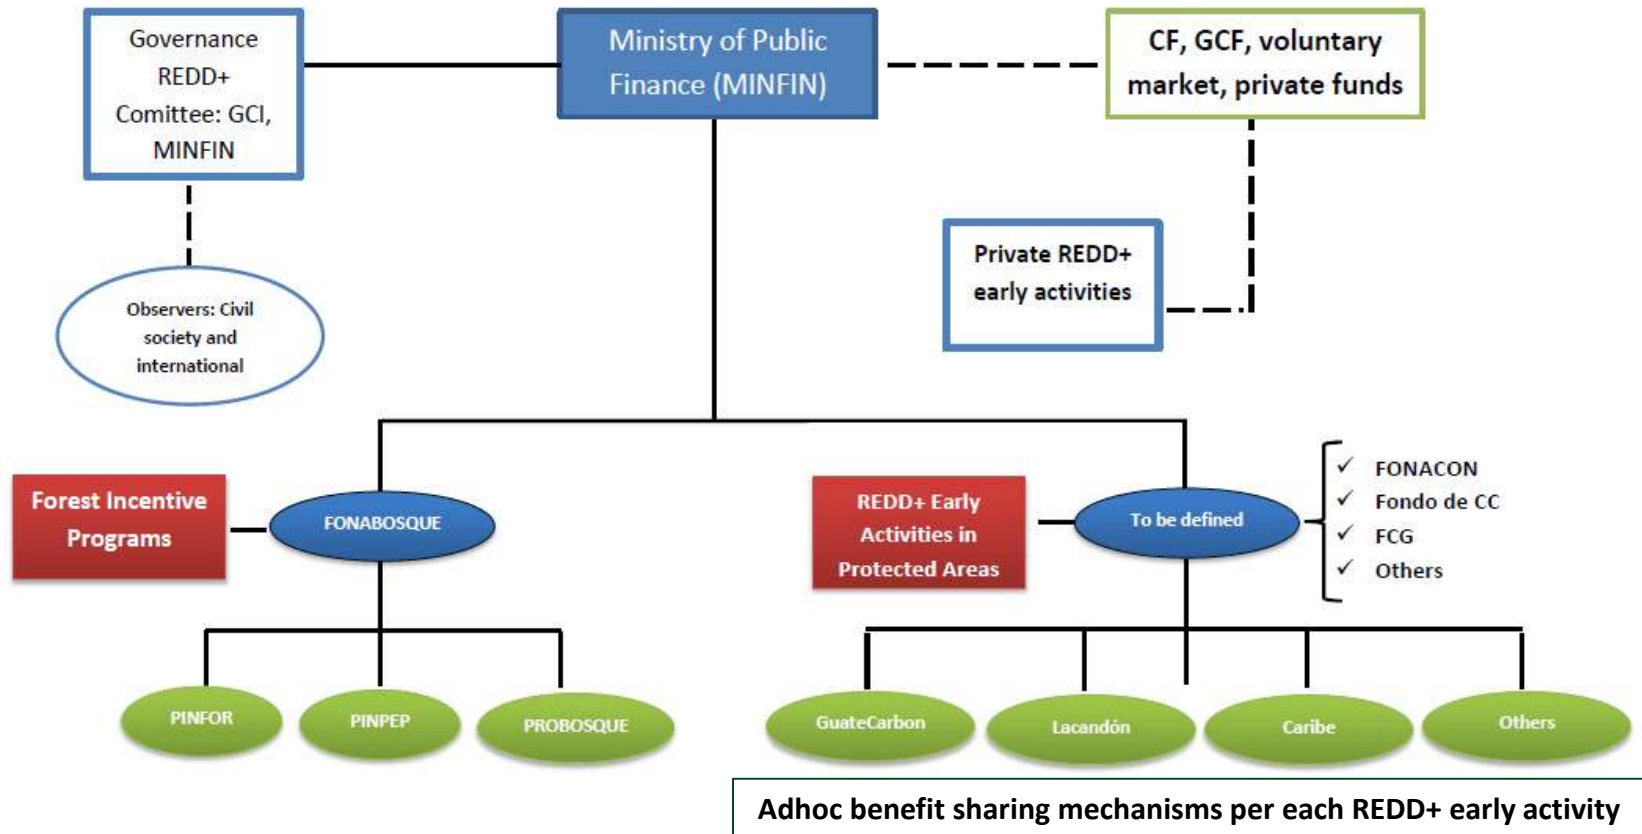 Governance
REDD+
Comittee: GCI,
MINFIN
Ministry of Public
Finance (MINFIN)
CF, GCF, voluntary
market, private funds
Private REDD+
early activities
Observers: Civil
society and
international
Forest Incentive
Programs
FONABOSQUE
REDD+ Early
Activities in
Protected Areas
To be defined
✓ FONACON
✓ Fondo de CC
✓ FCG
✓ Others
PINFOR
PINPEP
PROBOSQUE
GuateCarbon
Lacandón
Caribe
Others
Adhoc benefit sharing mechanisms per each REDD+ early activity